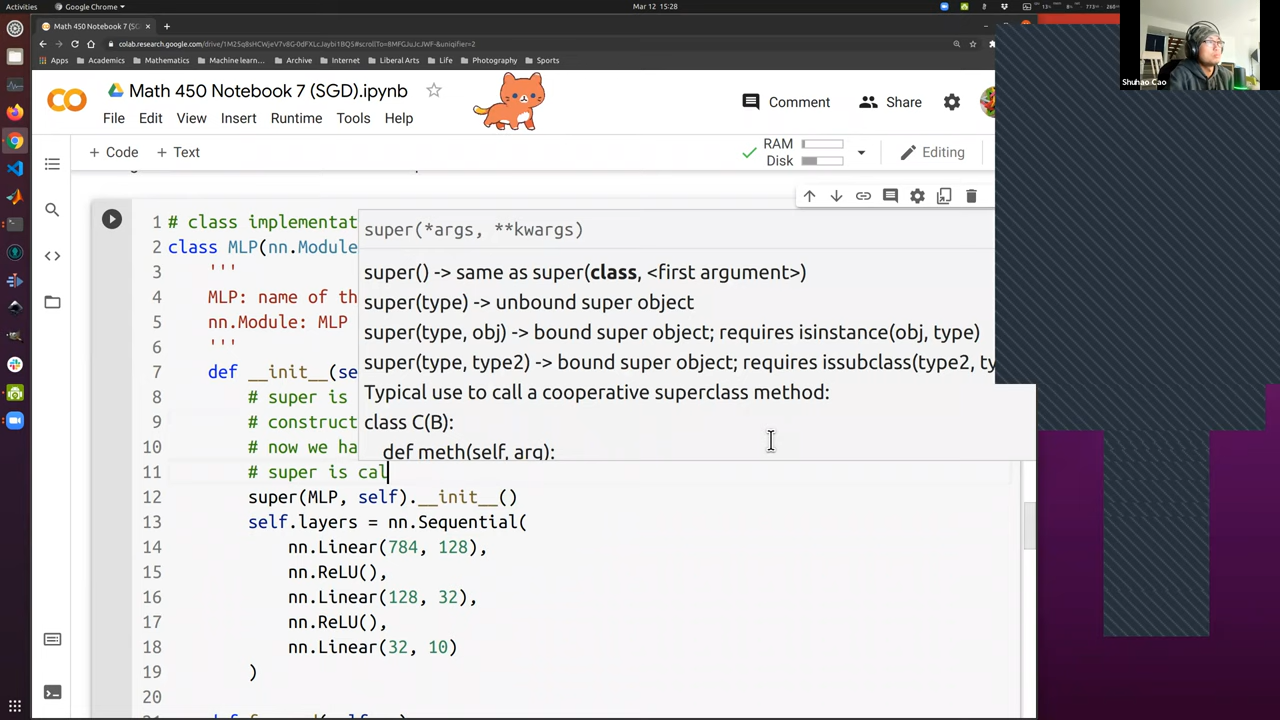 Activities
Google Chrome
Mar 12 15:28
Math 450 Notebook 7 (SGD)
colab.research.google.com
Apps
Academics
Mathematics
Machine learn...
Archive
Internet
Liberal Arts
Life
Photography
Sports
Shuhao Cao
CO
Math 450 Notebook 7 (SGD).ipynb
File Edit View Insert Runtime Tools Help
Comment
Share
+ Code + Text
RAM
Disk
Editing
1 # class implementat
2 class MLP(nn.Module
3 '''
4 MLP: name of th
5 nn.Module: MLP
6 '''
7 def __init__(se
8 # super is
9 # construct
10 # now we ha
11 # super is cal
12 super(MLP, self).__init__()
13 self.layers = nn.Sequential(
14 nn.Linear(784, 128),
15 nn.ReLU(),
16 nn.Linear(128, 32),
17 nn.ReLU(),
18 nn.Linear(32, 10)
19 )
20
super(*args, **kwargs)
super() -> same as super(class, <first argument>)
super(type) -> unbound super object
super(type, obj) -> bound super object; requires isinstance(obj, type)
super(type, type2) -> bound super object; requires issubclass(type2, ty
Typical use to call a cooperative superclass method:
class C(B):
def meth(self, arg):